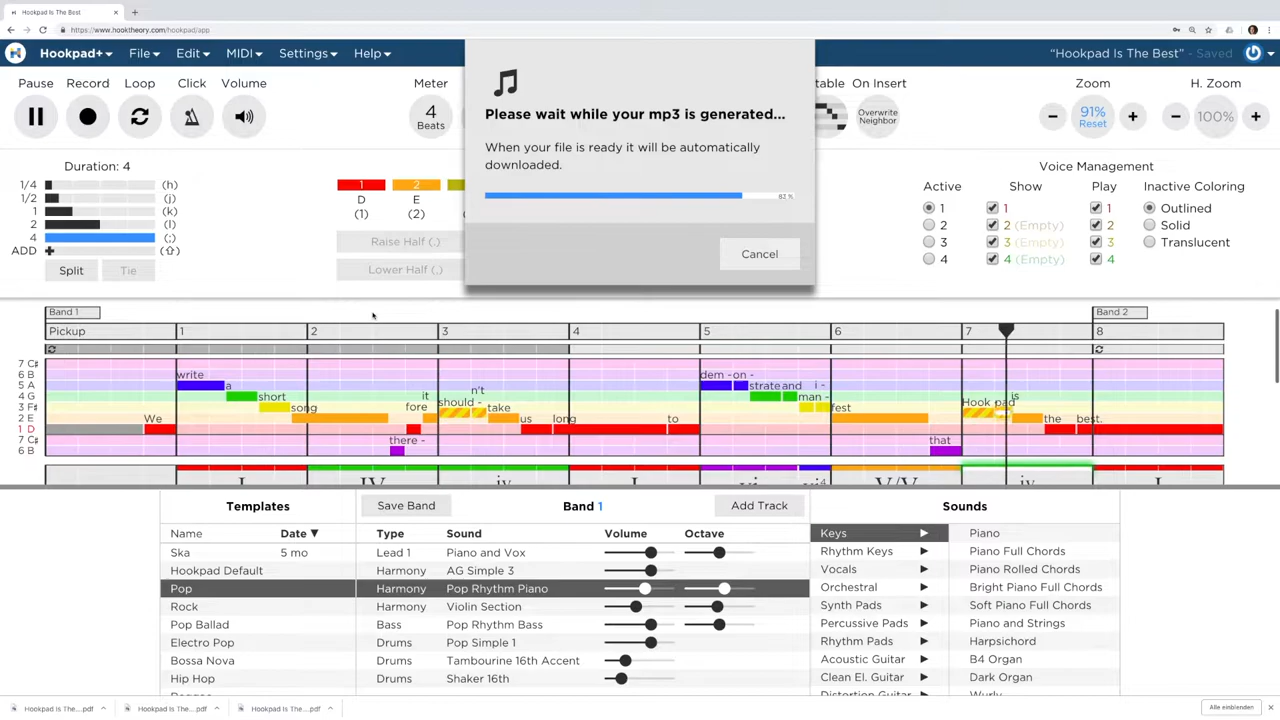 Hookpad Is The Best
https://www.hooktheory.com/hookpad/app
Hookpad+ File Edit MIDI Settings Help
"Hookpad Is The Best" - Saved
Pause Record Loop Click Volume Meter
4
Beats
table On Insert
Overwrite
Neighbor
Zoom H. Zoom
91%
Reset
100%
Please wait while your mp3 is generated...
When your file is ready it will be automatically
downloaded.
83 %
Cancel
Duration: 4
1/4 (h)
1/2 (j)
1 (k)
2 (l)
4 (;)
ADD (⇧)
Split Tie
1 2
D E
(1) (2)
Raise Half (.)
Lower Half (,)
Voice Management
Active Show Play Inactive Coloring
1 1 1 Outlined
2 2 (Empty) 2 Solid
3 3 (Empty) 3 Translucent
4 4 (Empty) 4
Band 1 Band 2
Pickup 1 2 3 4 5 6 7 8
7 C♯
6 B
5 A
4 G
3 F♯
2 E
1 D
7 C♯
6 B
We write a short song there - fore it should - n't take us long to dem - on - strate and i - man - fest that Hook pad is the best.
I IV iv I vi V/V iv I
Templates Save Band Band 1 Add Track Sounds
Name Date ▼ Type Sound Volume Octave
Ska 5 mo
Hookpad Default
Pop
Rock
Pop Ballad
Electro Pop
Bossa Nova
Hip Hop
Reggae
Lead 1 Piano and Vox
Harmony AG Simple 3
Harmony Pop Rhythm Piano
Harmony Violin Section
Bass Pop Rhythm Bass
Drums Pop Simple 1
Drums Tambourine 16th Accent
Drums Shaker 16th
Keys
Rhythm Keys
Vocals
Orchestral
Synth Pads
Percussive Pads
Rhythm Pads
Acoustic Guitar
Clean El. Guitar
Distortion Guitar
Piano
Piano Full Chords
Piano Rolled Chords
Bright Piano Full Chords
Soft Piano Full Chords
Piano and Strings
Harpsichord
B4 Organ
Dark Organ
Wurly
Hookpad Is The....pdf Hookpad Is The....pdf Hookpad Is The....pdf Alle einblenden